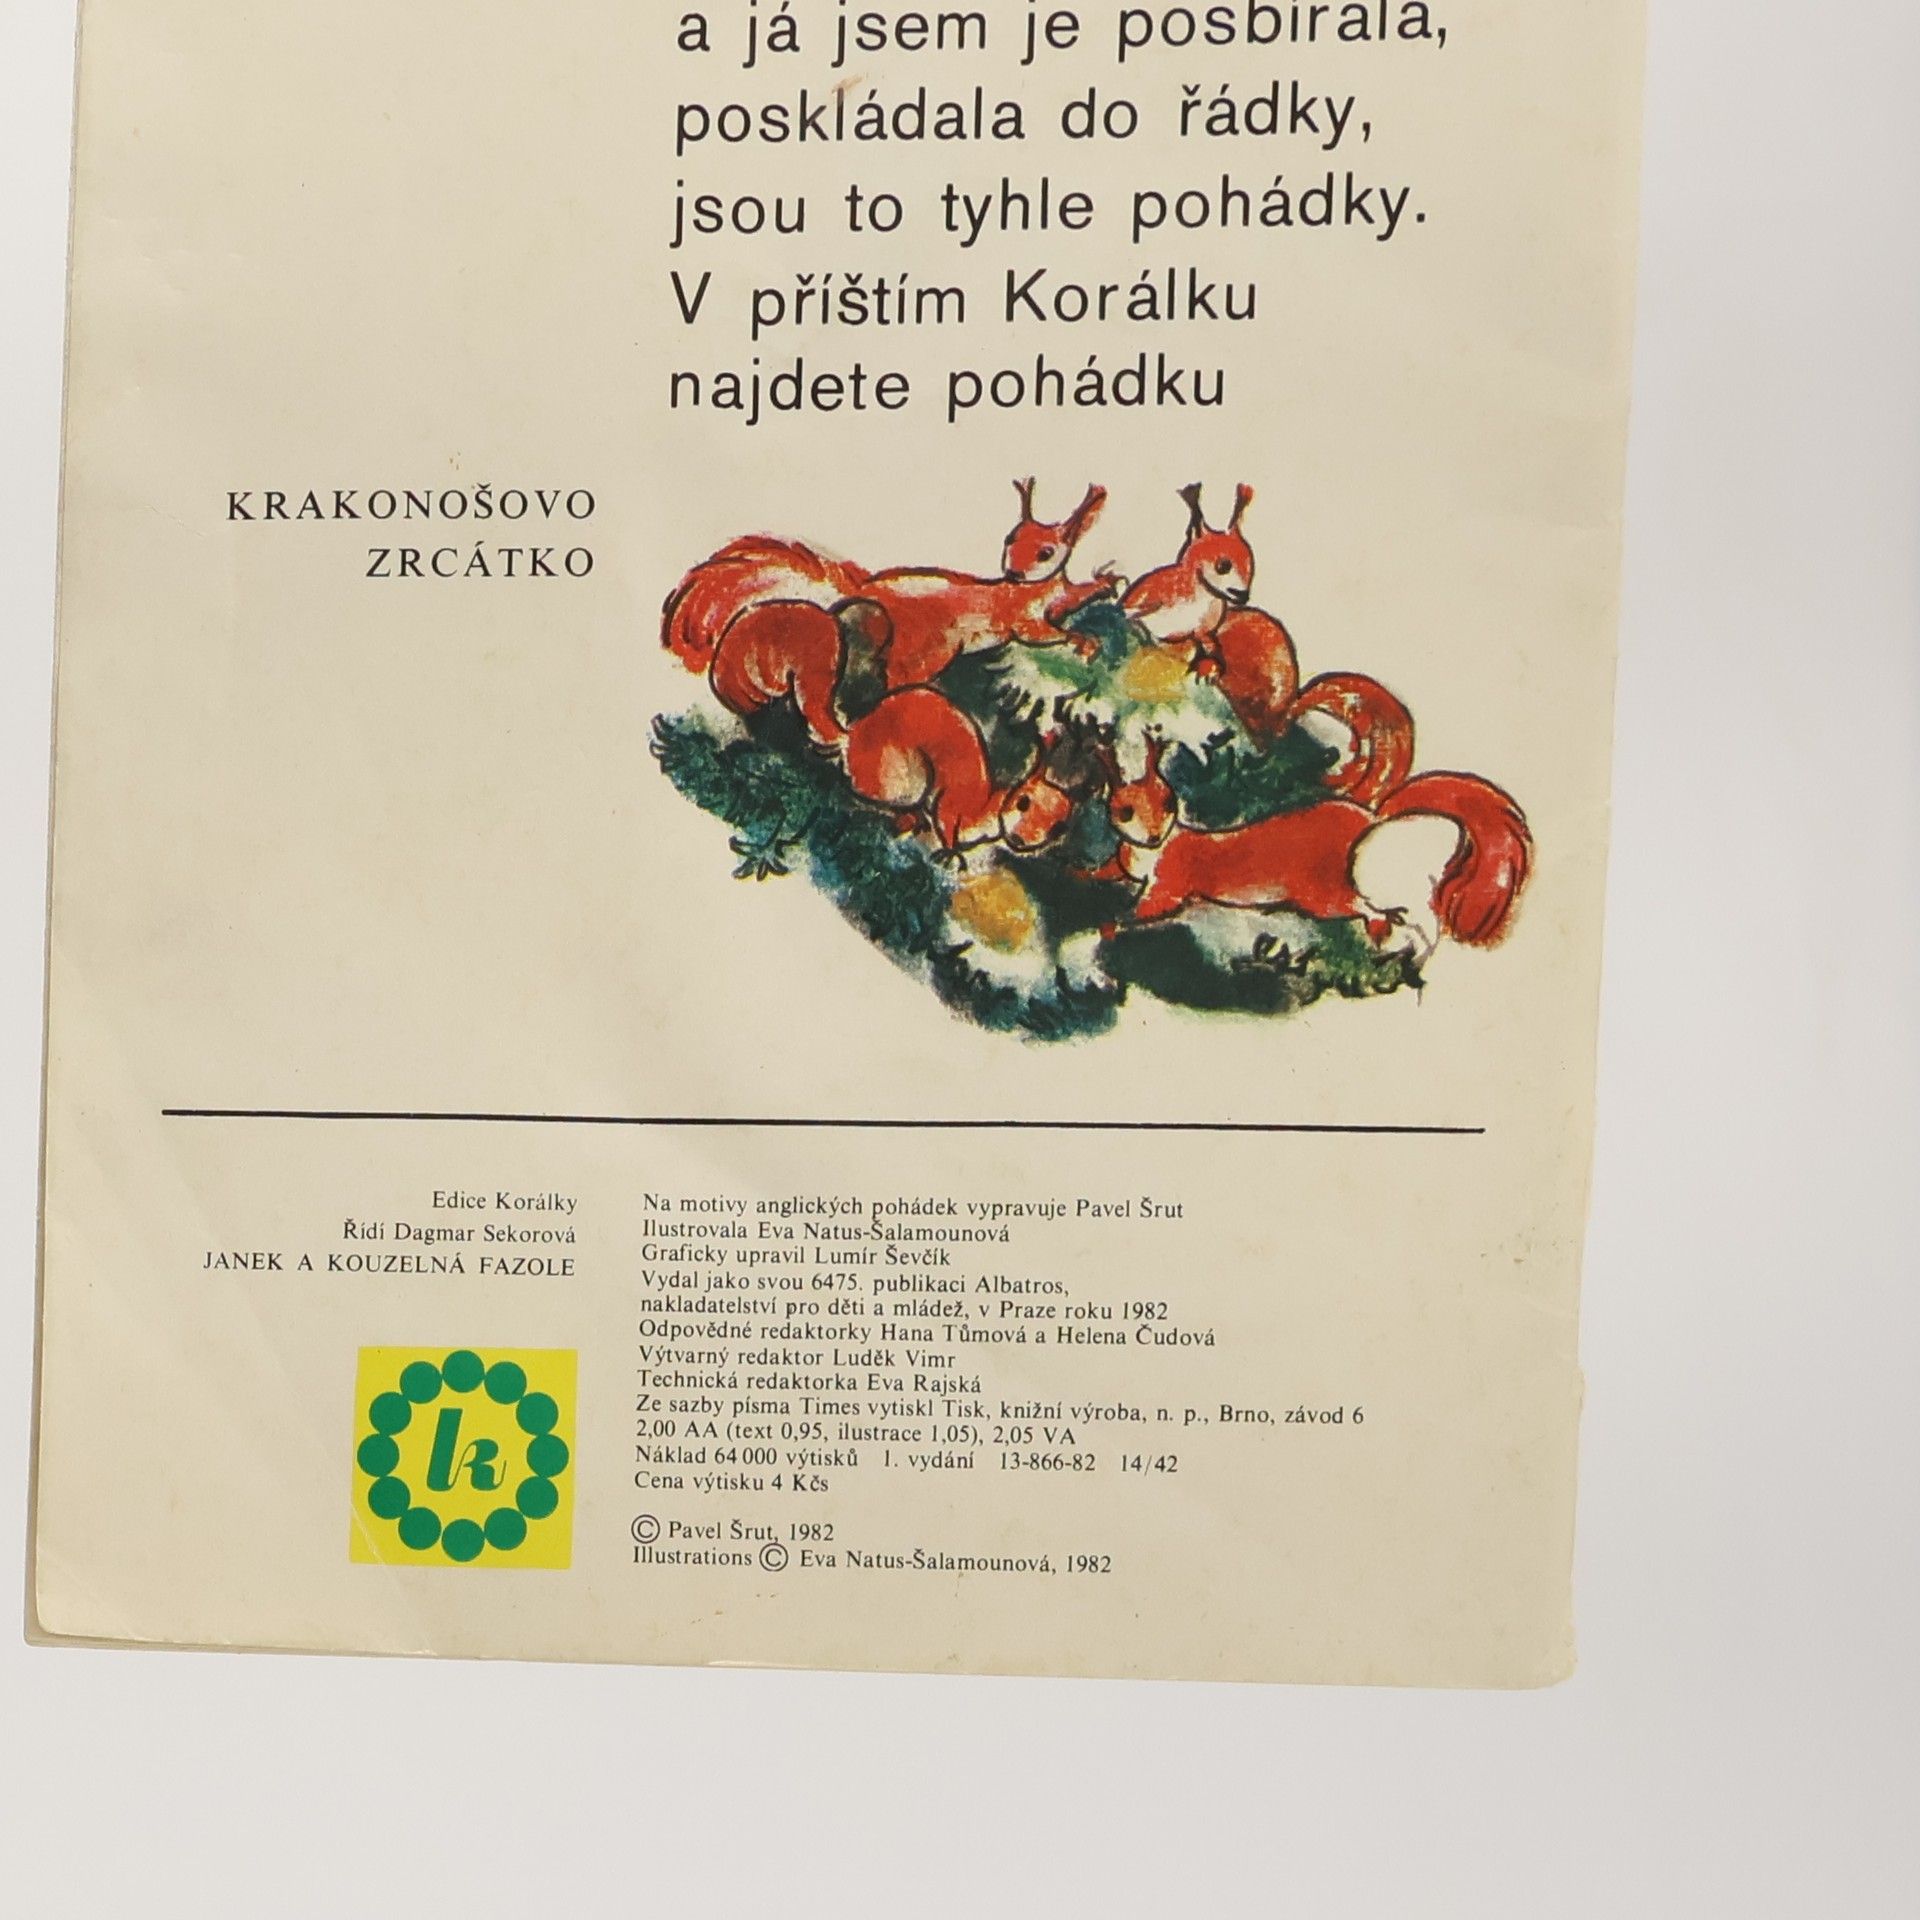 a já jsem je posbírala,
poskládala do řádky,
jsou to tyhle pohádky.
V příštím Korálku
najdete pohádku
KRAKONOŠOVO
ZRCÁTKO
Edice Korálky
Řídí Dagmar Sekorová
JANEK A KOUZELNÁ FAZOLE
k
Na motivy anglických pohádek vypravuje Pavel Šrut
Ilustrovala Eva Natus-Šalamounová
Graficky upravil Lumír Ševčík
Vydal jako svou 6475. publikaci Albatros,
nakladatelství pro děti a mládež, v Praze roku 1982
Odpovědné redaktorky Hana Tůmová a Helena Čudová
Výtvarný redaktor Luděk Vimr
Technická redaktorka Eva Rajská
Ze sazby písma Times vytiskl Tisk, knižní výroba, n. p., Brno, závod 6
2,00 AA (text 0,95, ilustrace 1,05), 2,05 VA
Náklad 64 000 výtisků 1. vydání 13-866-82 14/42
Cena výtisku 4 Kčs
© Pavel Šrut, 1982
Illustrations © Eva Natus-Šalamounová, 1982